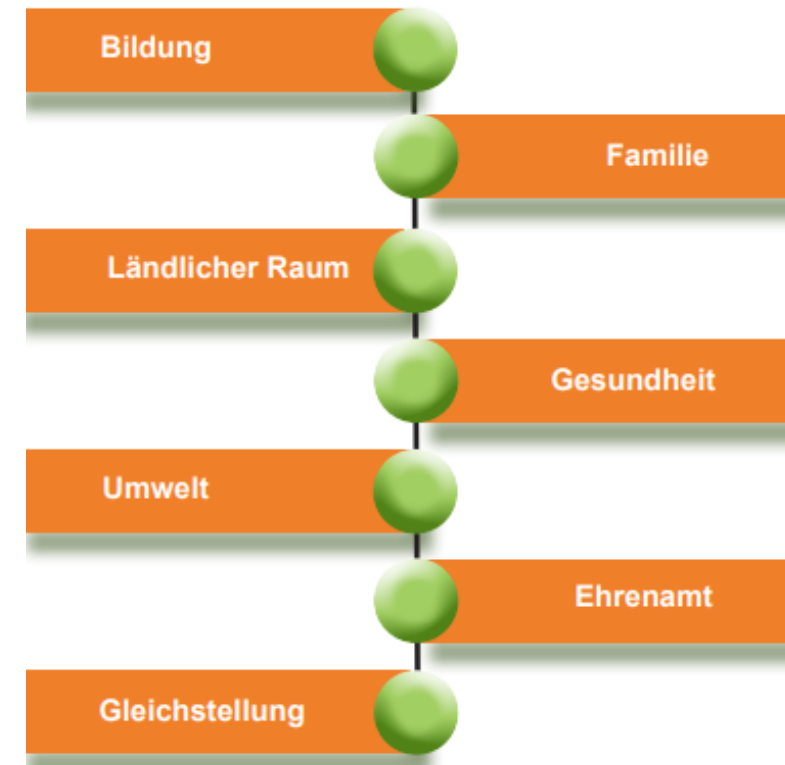 Bildung
Familie
Ländlicher Raum
Gesundheit
Umwelt
Ehrenamt
Gleichstellung